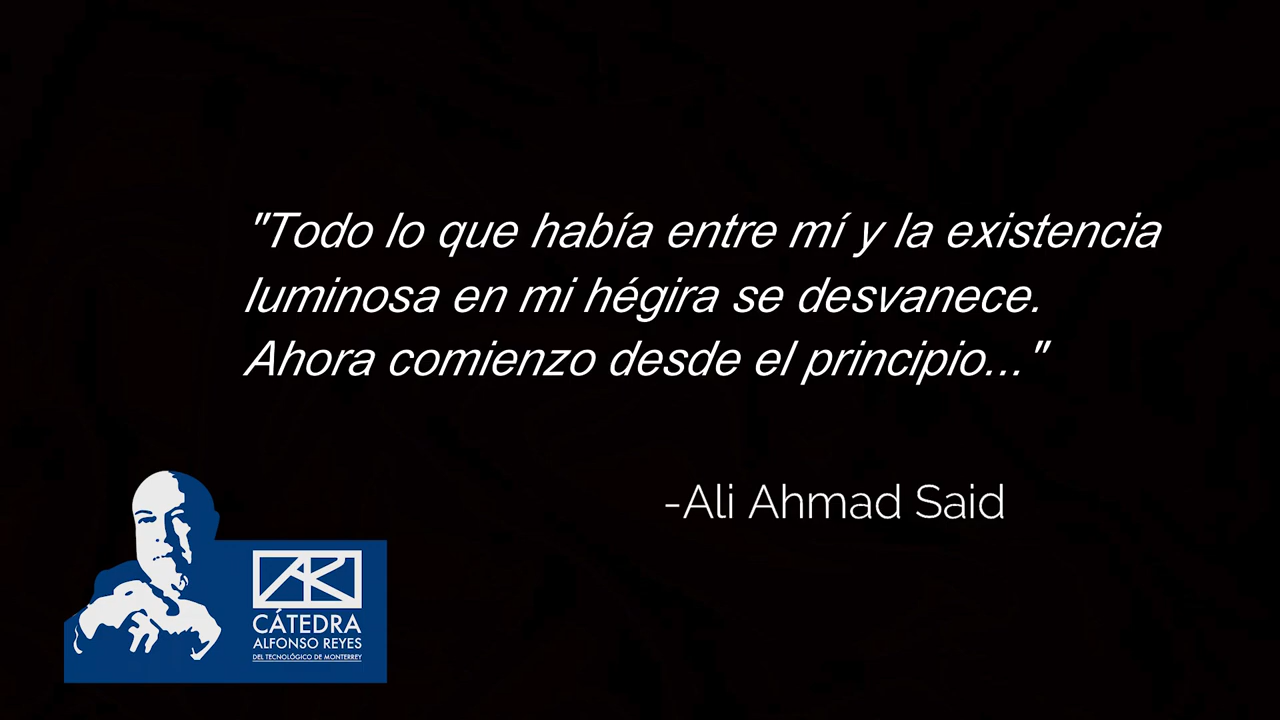 "Todo lo que había entre mí y la existencia
luminosa en mi hégira se desvanece.
Ahora comienzo desde el principio..."
-Ali Ahmad Said
AR
CÁTEDRA
ALFONSO REYES
DEL TECNOLÓGICO DE MONTERREY